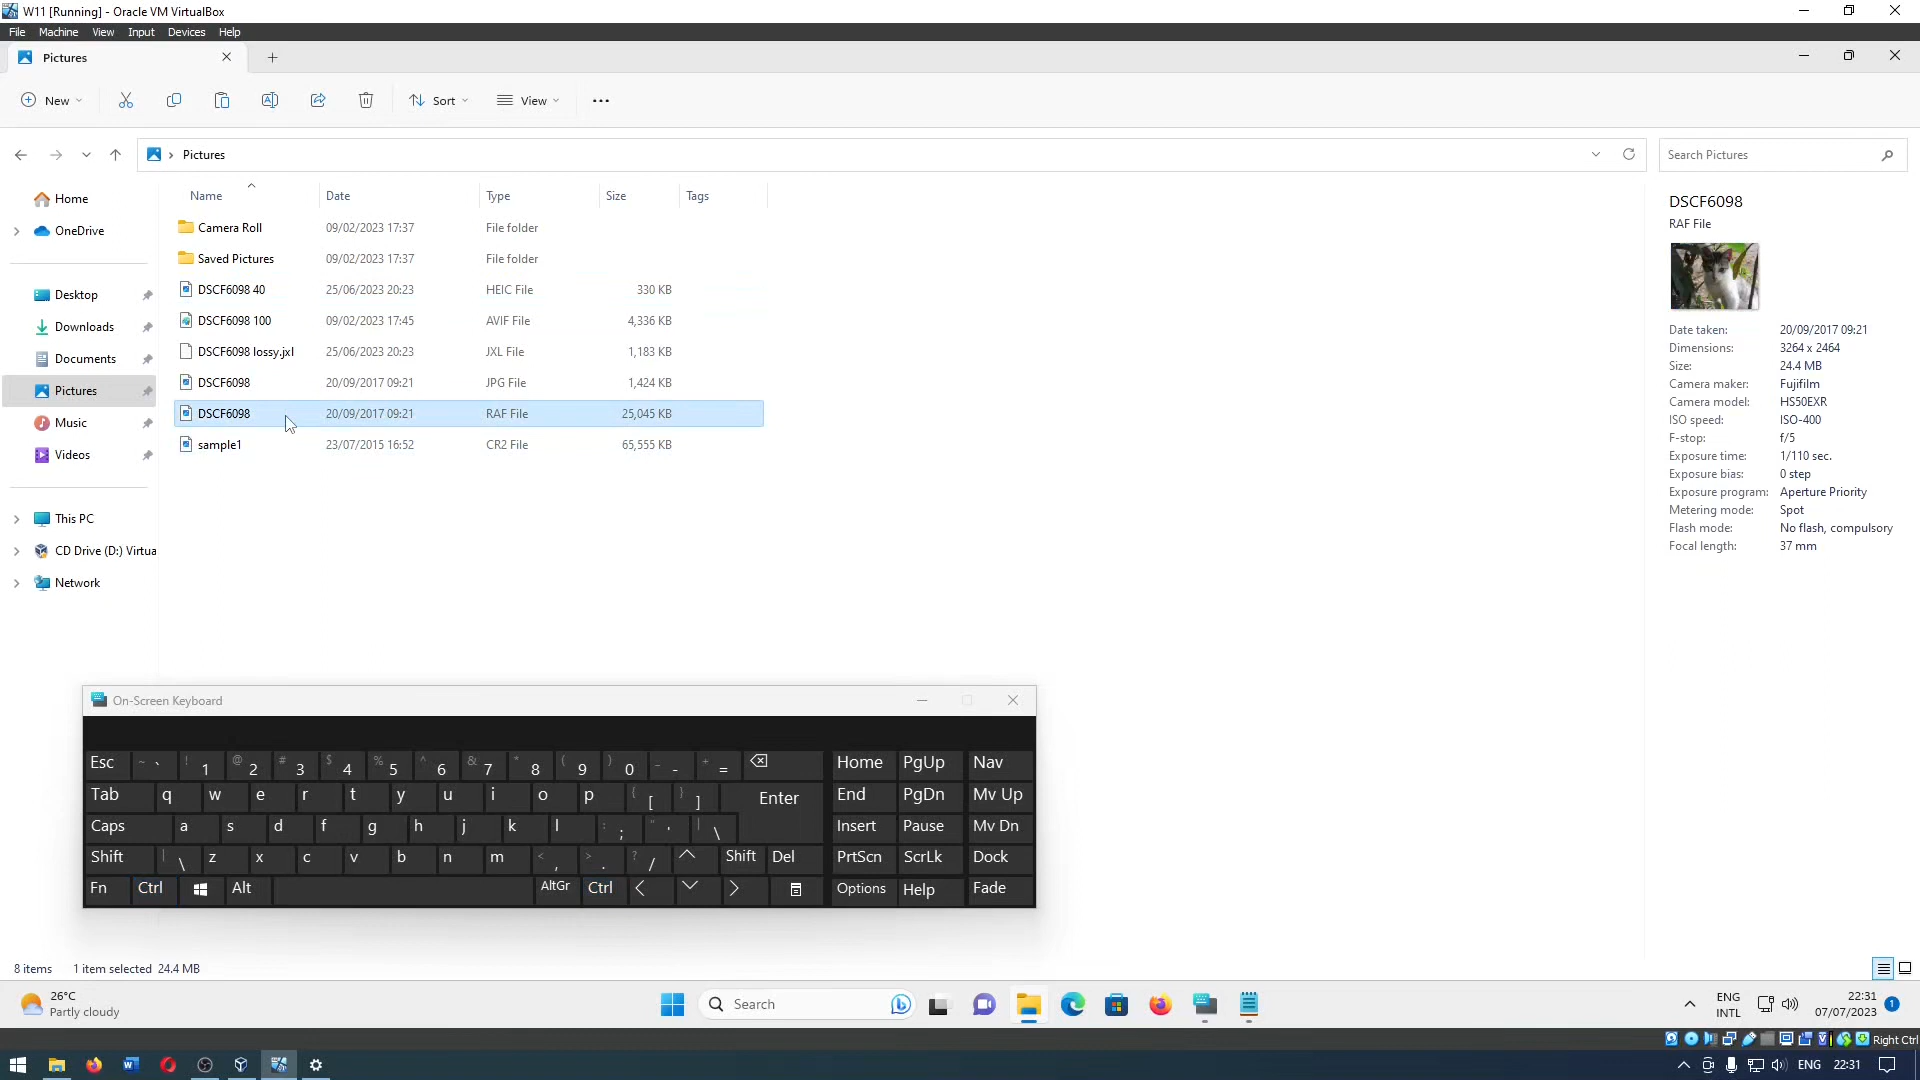 W11 [Running] - Oracle VM VirtualBox
File Machine View Input Devices Help
Pictures
New Sort View
Pictures
Search Pictures
Name Date Type Size Tags
Camera Roll 09/02/2023 17:37 File folder
Saved Pictures 09/02/2023 17:37 File folder
DSCF6098 40 25/06/2023 20:23 HEIC File 330 KB
DSCF6098 100 09/02/2023 17:45 AVIF File 4,336 KB
DSCF6098 lossy.jxl 25/06/2023 20:23 JXL File 1,183 KB
DSCF6098 20/09/2017 09:21 JPG File 1,424 KB
DSCF6098 20/09/2017 09:21 RAF File 25,045 KB
sample1 23/07/2015 16:52 CR2 File 65,555 KB
Home
OneDrive
Desktop
Downloads
Documents
Pictures
Music
Videos
This PC
CD Drive (D:) Virtua
Network
DSCF6098
RAF File
Date taken: 20/09/2017 09:21
Dimensions: 3264 x 2464
Size: 24.4 MB
Camera maker: Fujifilm
Camera model: HS50EXR
ISO speed: ISO-400
F-stop: f/5
Exposure time: 1/110 sec.
Exposure bias: 0 step
Exposure program: Aperture Priority
Metering mode: Spot
Flash mode: No flash, compulsory
Focal length: 37 mm
On-Screen Keyboard
Esc ~ ` ! 1 @ 2 # 3 $ 4 % 5 ^ 6 & 7 * 8 ( 9 ) 0 _ - + = Home PgUp Nav
Tab q w e r t y u i o p { [ } ] Enter End PgDn Mv Up
Caps a s d f g h j k l : ; " ' | \ Insert Pause Mv Dn
Shift | \ z x c v b n m < , > . ? / Shift Del PrtScn ScrLk Dock
Fn Ctrl Alt AltGr Ctrl Options Help Fade
8 items 1 item selected 24.4 MB
26°C
Partly cloudy
Search
ENG
INTL
22:31
07/07/2023
1
Right Ctrl
ENG 22:31